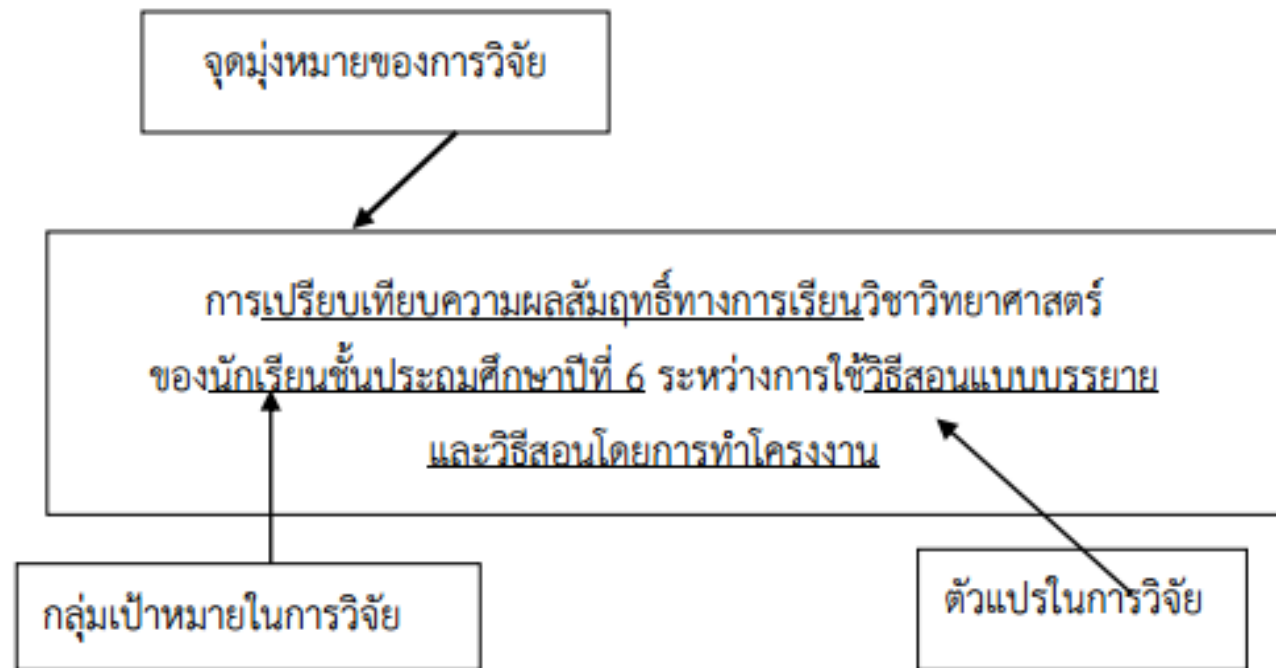 จุดมุ่งหมายของการวิจัย
การเปรียบเทียบความผลสัมฤทธิ์ทางการเรียนวิชาวิทยาศาสตร์
ของนักเรียนชั้นประถมศึกษาปีที่ 6 ระหว่างการใช้วิธีสอนแบบบรรยาย
และวิธีสอนโดยการทำโครงงาน
กลุ่มเป้าหมายในการวิจัย
ตัวแปรในการวิจัย